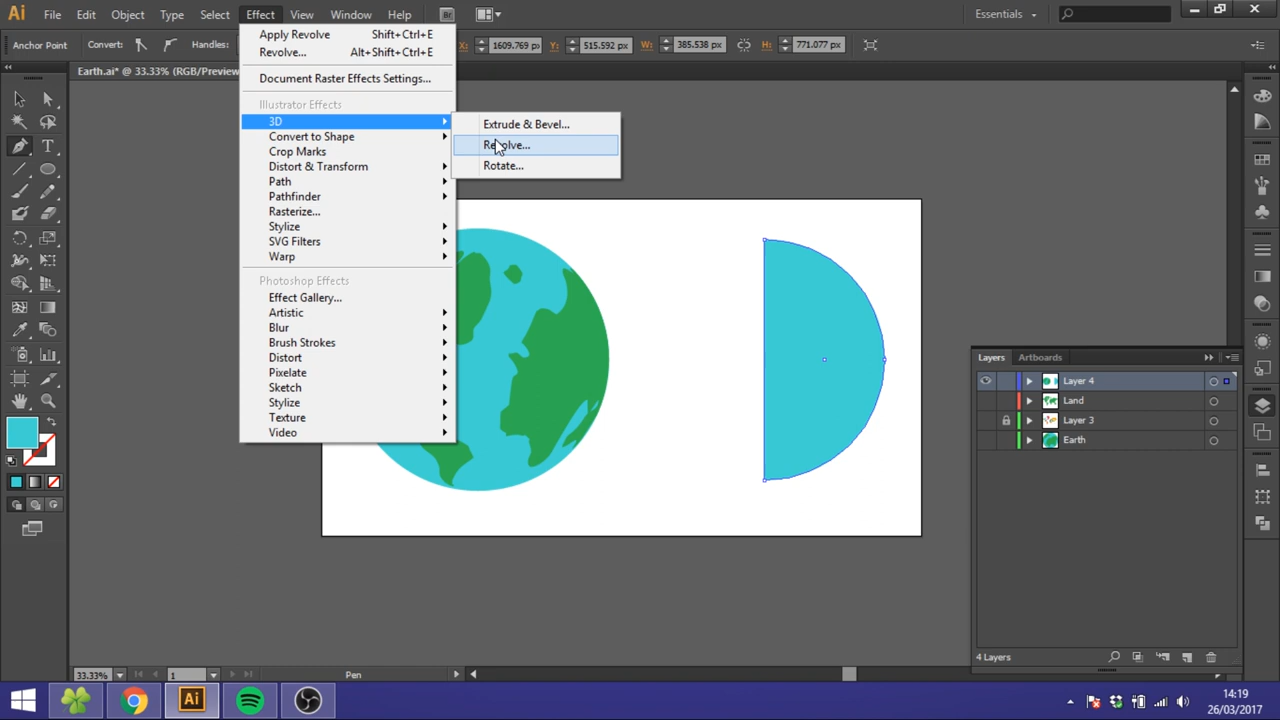 Ai File Edit Object Type Select Effect View Window Help Br Essentials
Anchor Point Convert: Handles: X: 1609.769 px Y: 515.592 px W: 385.538 px H: 771.077 px
Earth.ai* @ 33.33% (RGB/Preview
Apply Revolve Shift+Ctrl+E
Revolve... Alt+Shift+Ctrl+E
Document Raster Effects Settings...
Illustrator Effects
3D
Convert to Shape
Crop Marks
Distort & Transform
Path
Pathfinder
Rasterize...
Stylize
SVG Filters
Warp
Photoshop Effects
Effect Gallery...
Artistic
Blur
Brush Strokes
Distort
Pixelate
Sketch
Stylize
Texture
Video
Extrude & Bevel...
Revolve...
Rotate...
Layers Artboards
Layer 4
Land
Layer 3
Earth
4 Layers
33.33% 1 Pen
Ai
14:19
26/03/2017